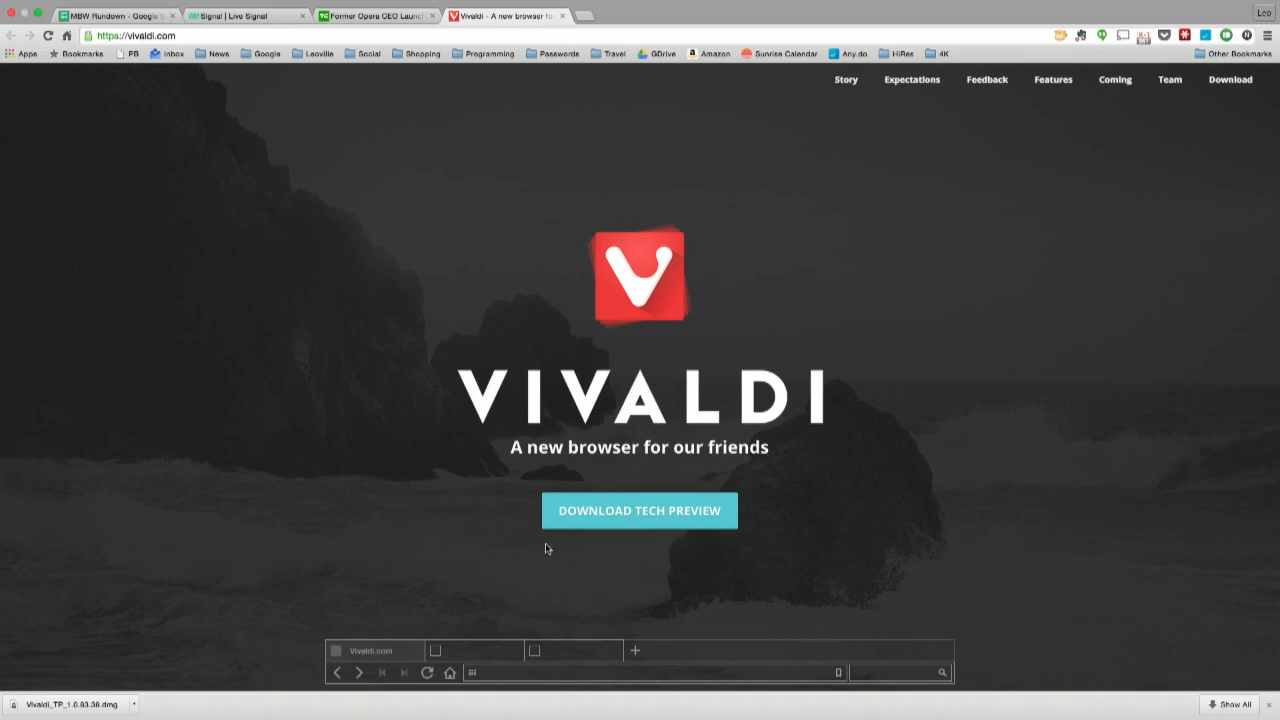 MBW Rundown - Google S
Signal | Live Signal
Former Opera CEO Launch
Vivaldi - A new browser for
Leo
https://vivaldi.com
Apps
Bookmarks
PB
Inbox
News
Google
Leoville
Social
Shopping
Programming
Passwords
Travel
GDrive
Amazon
Sunrise Calendar
Any.do
HiRes
4K
Other Bookmarks
Story
Expectations
Feedback
Features
Coming
Team
Download
VIVALDI
A new browser for our friends
DOWNLOAD TECH PREVIEW
Vivaldi.com
Vivaldi_TP_1.0.83.38.dmg
Show All